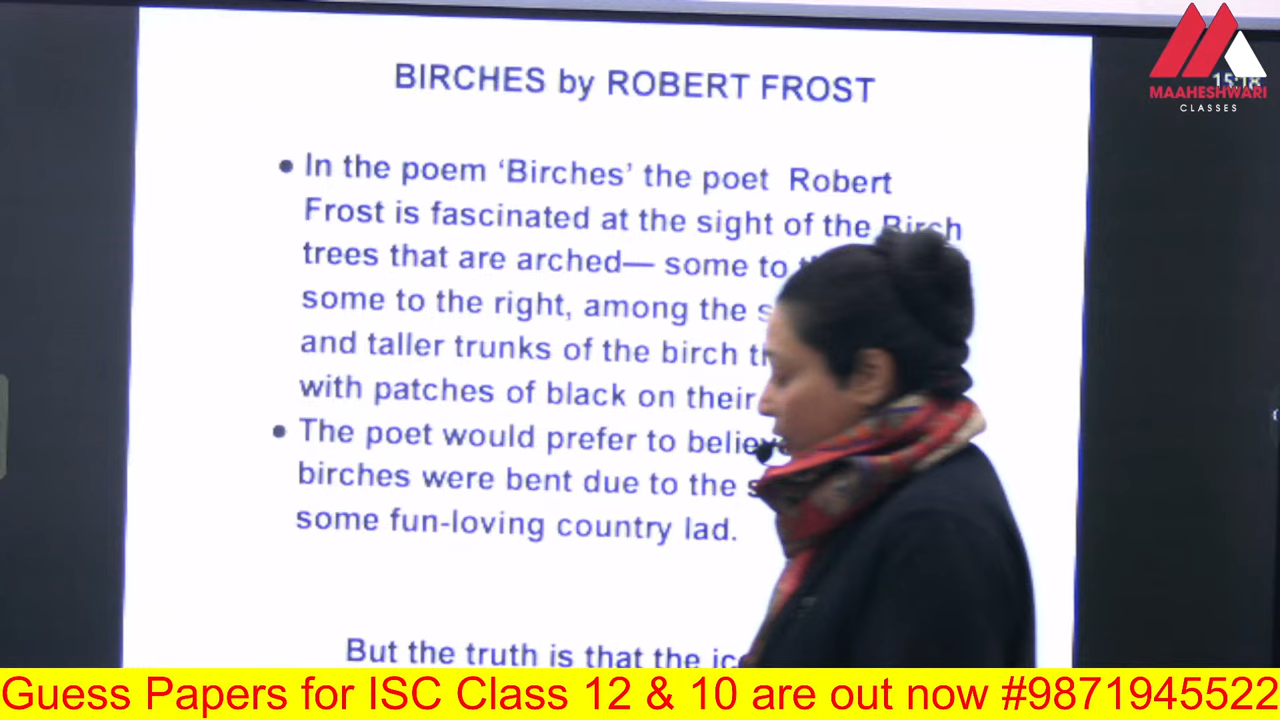 BIRCHES by ROBERT FROST
15:18
MAAHESHWARI
CLASSES
• In the poem ‘Birches’ the poet Robert
Frost is fascinated at the sight of the Birch
trees that are arched— some to
some to the right, among the
and taller trunks of the birch
with patches of black on their
• The poet would prefer to believe
birches were bent due to the
some fun-loving country lad.
But the truth is that the
Guess Papers for ISC Class 12 & 10 are out now #9871945522